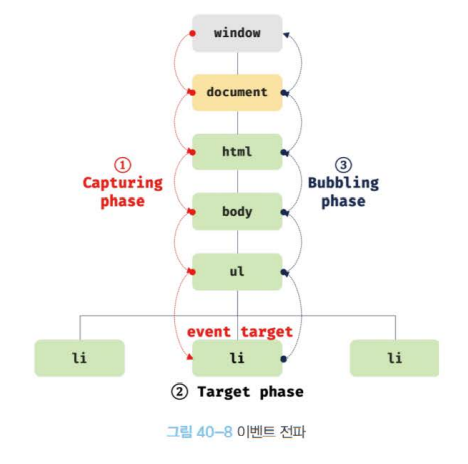 window
document
html
①
Capturing
phase
③
Bubbling
phase
body
ul
event target
li
li
li
② Target phase
그림 40–8 이벤트 전파